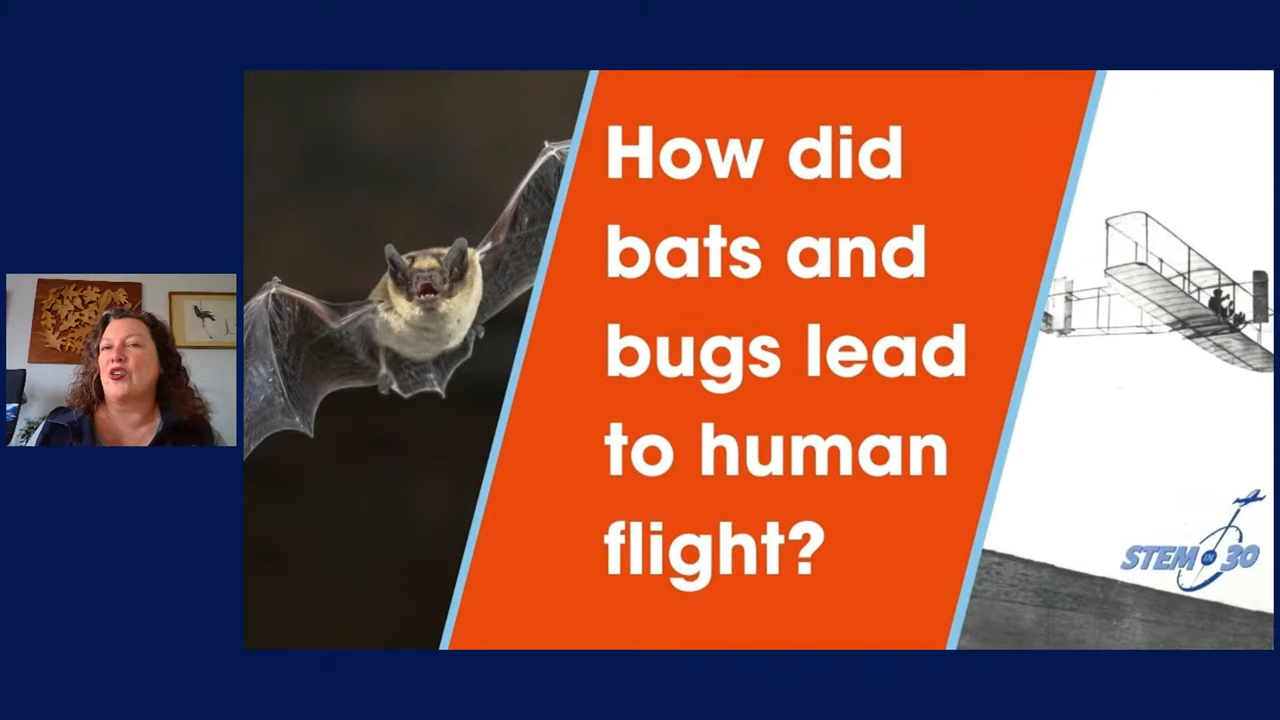 How did
bats and
bugs lead
to human
flight?
STEM IN 30